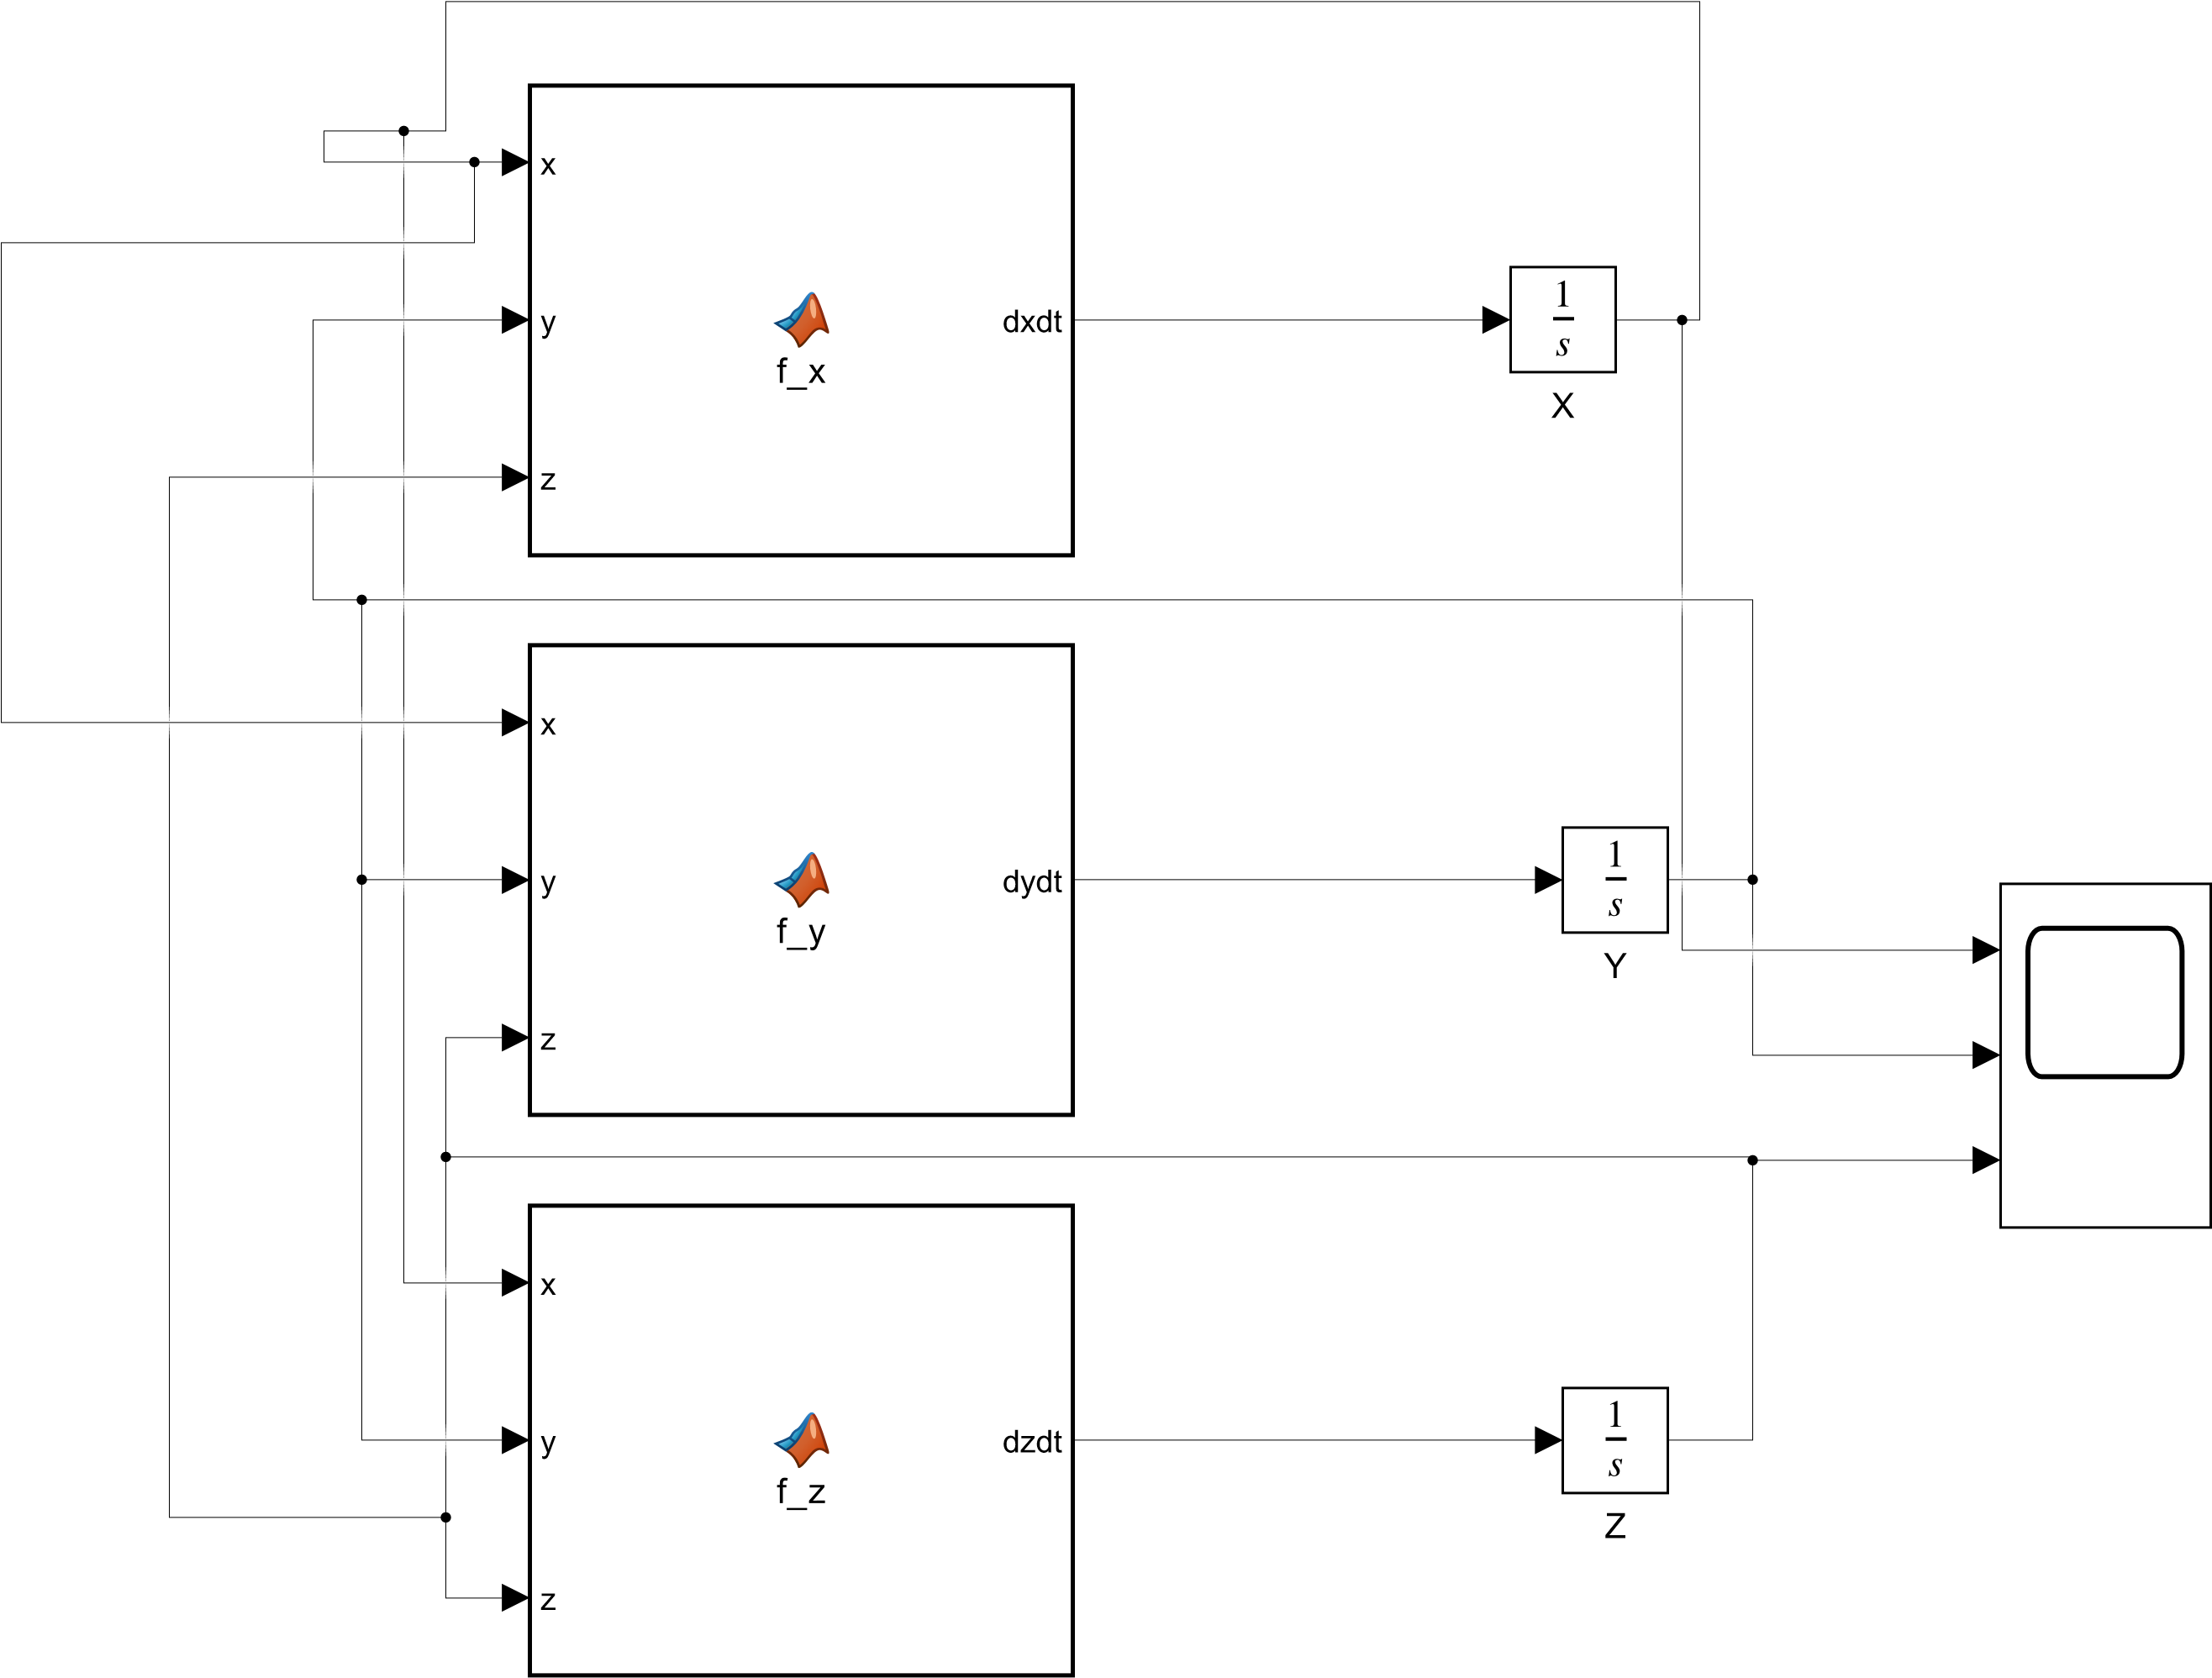 x
y
z
f_x
dxdt
1
s
X
x
y
z
f_y
dydt
1
s
Y
x
y
z
f_z
dzdt
1
s
Z